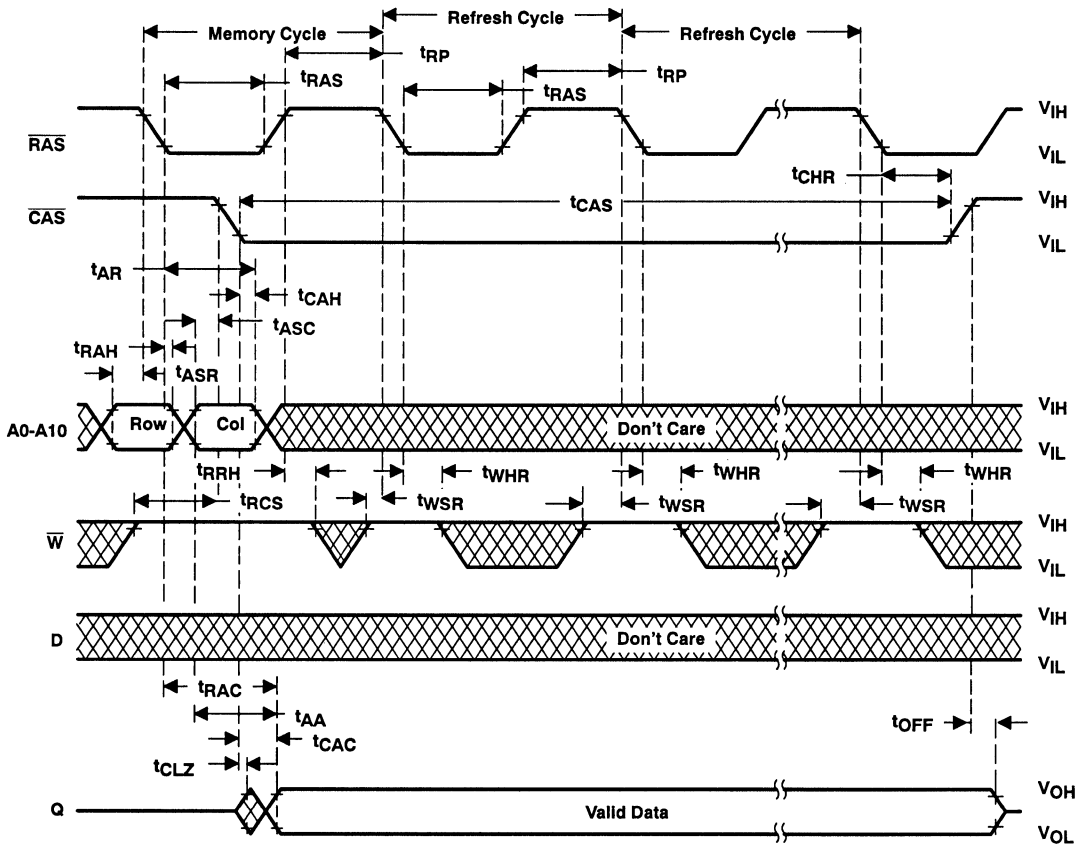 Memory Cycle
Refresh Cycle
Refresh Cycle
tRP
tRP
tRAS
tRAS
RAS
VIH
VIL
tCHR
CAS
tCAS
VIH
VIL
tAR
tCAH
tASC
tRAH
tASR
A0-A10
Row
Col
Don't Care
VIH
VIL
tRRH
tWHR
tWHR
tWHR
tRCS
tWSR
tWSR
tWSR
W
VIH
VIL
D
Don't Care
VIH
VIL
tRAC
tAA
tOFF
tCAC
tCLZ
Q
Valid Data
VOH
VOL